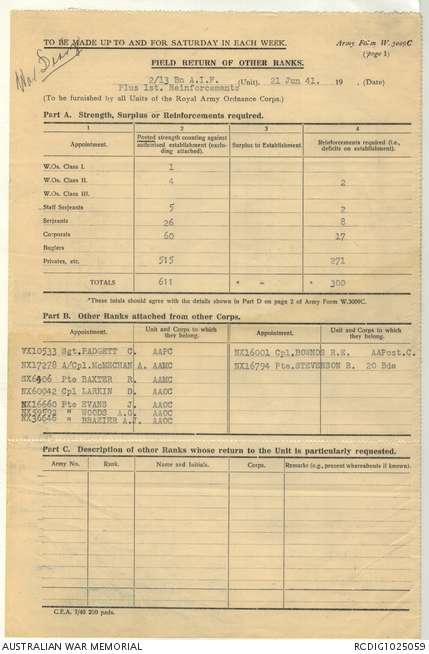 TO BE MADE UP TO AND FOR SATURDAY IN EACH WEEK. Army Form W.3009C.
(page 1)
War Diary
FIELD RETURN OF OTHER RANKS.
2/13 Bn A.I.F. (Unit). 21 Jun 41. 19 . (Date)
Plus 1st. Reinforcements
(To be furnished by all Units of the Royal Army Ordnance Corps.)
Part A. Strength, Surplus or Reinforcements required.
1 2 3 4
Appointment. Posted strength counting against authorised establishment (excluding attached). Surplus to Establishment. Reinforcements required (i.e., deficits on establishment).
W.Os. Class I. 1
W.Os. Class II. 4 2
W.Os. Class III.
Staff Serjeants 5 2
Serjeants 26 8
Corporals 60 17
Buglers
Privates, etc. 515 271
TOTALS 611 * - * 300
*These totals should agree with the details shown in Part D on page 2 of Army Form W.3009C.
Part B. Other Ranks attached from other Corps.
Appointment. Unit and Corps to which they belong. Appointment. Unit and Corps to which they belong.
VX10533 Sgt. PADGETT C. AAPC NX16001 Cpl. BOWNDS R.E. AAPost.C.
NX17278 A/Cpl. McMECHAN A. AAMC NX16794 Pte. STEVENSON R. 20 Bde
Pte BAXTER R. AAMC
NX60042 Cpl LARKIN D. AAOC
NX16660 Pte EVANS J. AAOC
NX59592 " WOODS A.G. AAOC
NX30646 " BRAZIER A.J. AAOC
Part C. Description of other Ranks whose return to the Unit is particularly requested.
Army No. Rank. Name and Initials. Corps. Remarks (e.g., present whereabouts if known).
C.F.A. 7/40 200 pads.
AUSTRALIAN WAR MEMORIAL RCDIG1025059